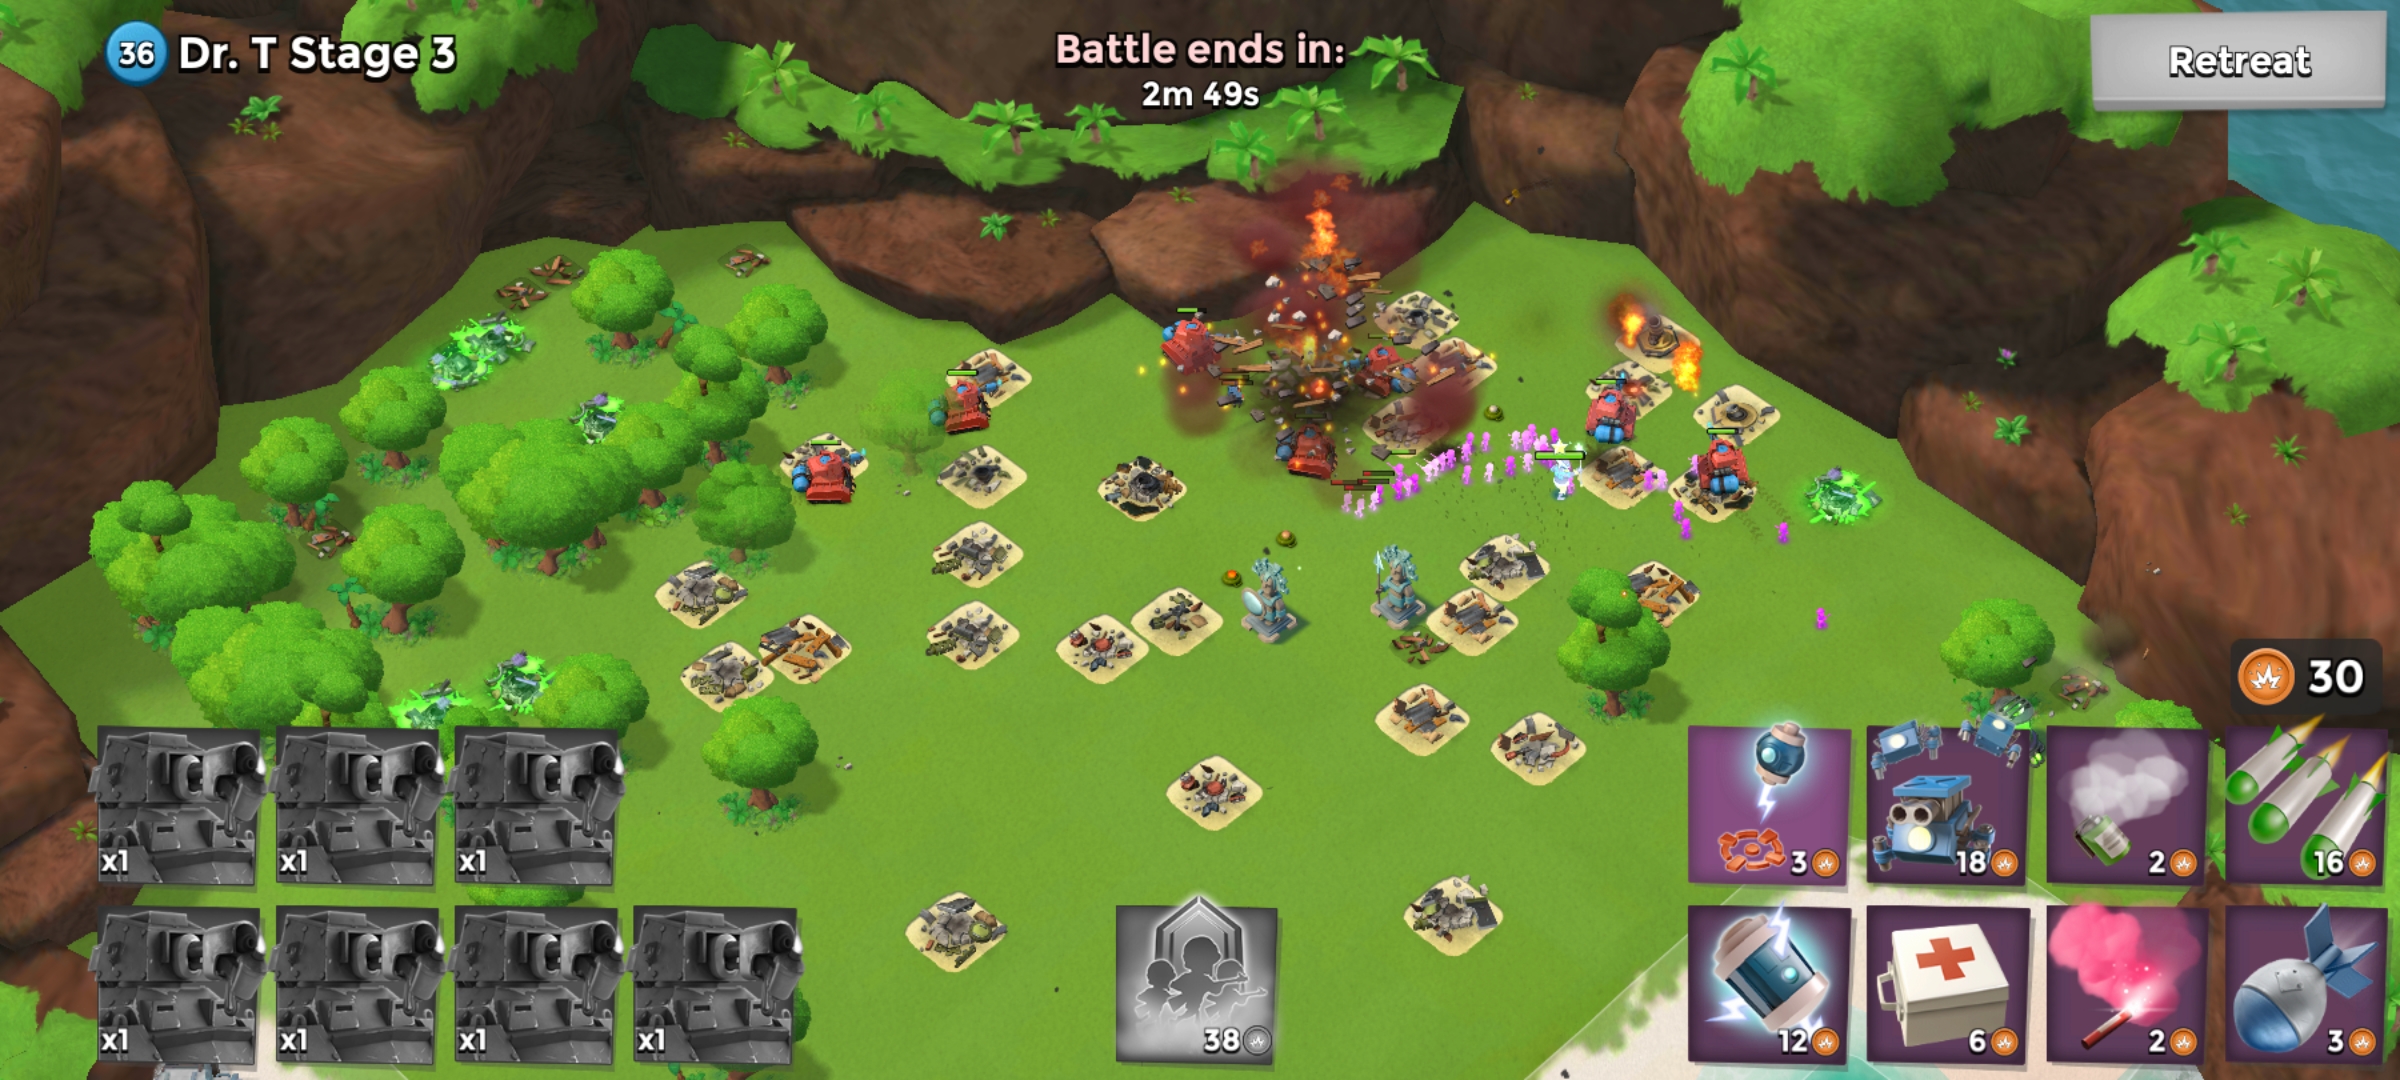 36 Dr. T Stage 3
Battle ends in:
2m 49s
Retreat
30
x1 x1 x1
3 18 2 16
x1 x1 x1 x1
38
12 6 2 3